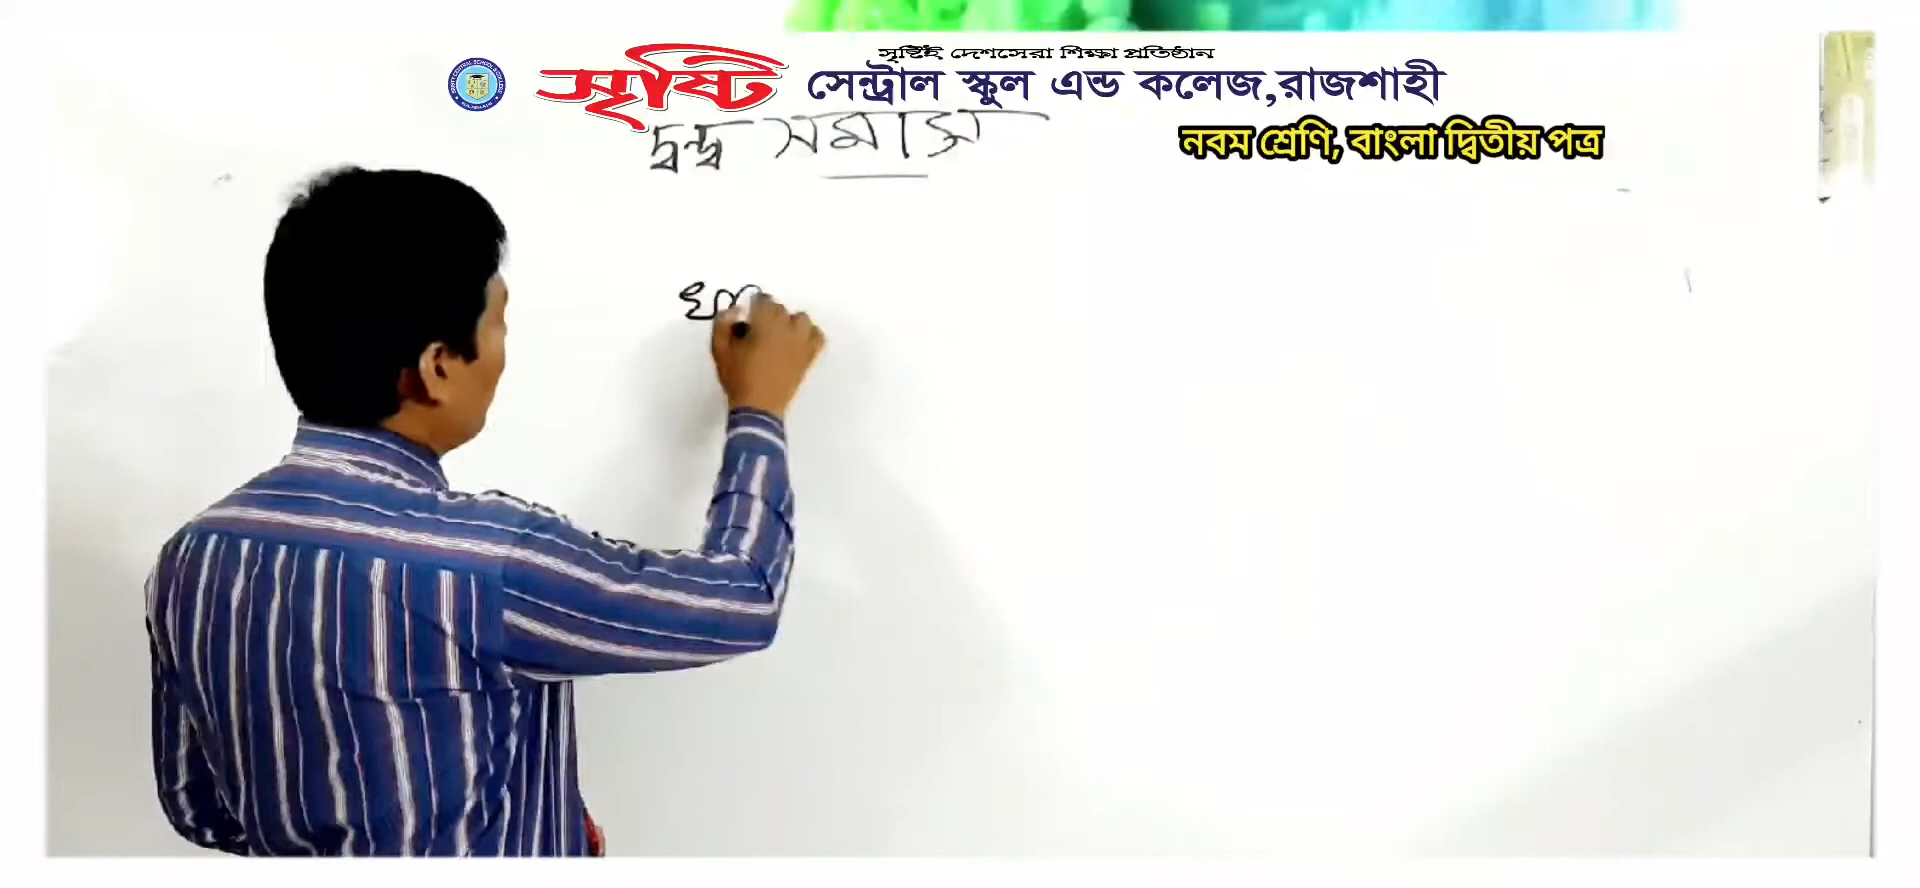 সৃষ্টিই দেশসেরা শিক্ষা প্রতিষ্ঠান
সৃষ্টি সেন্ট্রাল স্কুল এন্ড কলেজ,রাজশাহী
নবম শ্রেণি, বাংলা দ্বিতীয় পত্র
দ্বন্দ্ব সমাস